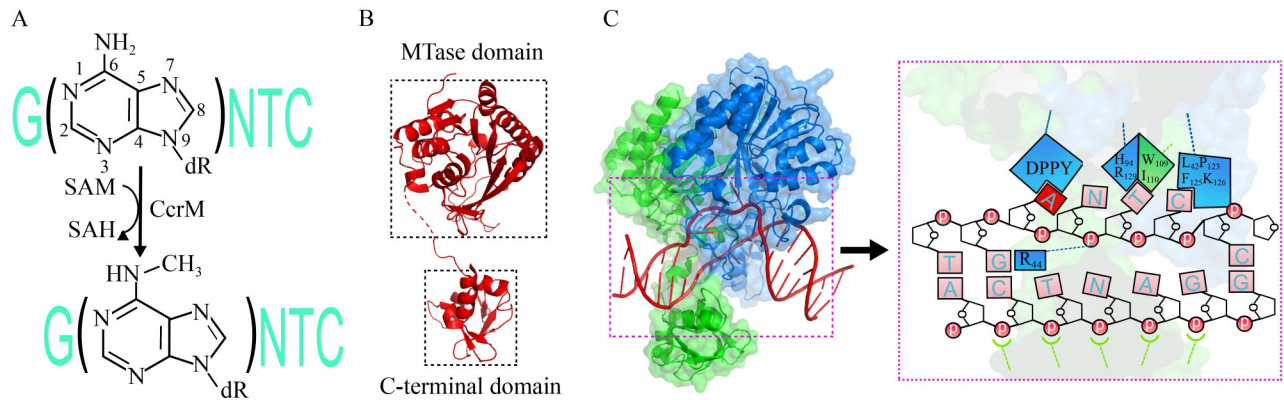 A
NH₂
6
7
1
5
N
N
8
G( )NTC
2
N
N
9
4
3
dR
SAM
CcrM
SAH
HN CH₃
N
N
G( )NTC
N
N
dR
B
MTase domain
C-terminal domain
C
DPPY
H₉₄
R₁₂₉
W₁₀₉
I₁₁₀
L₄₂P₁₂₃
F₁₂₅K₁₂₆
A N T C
p p p p p p
T G R₄₄ C
A C T N A G G
p p p p p p p